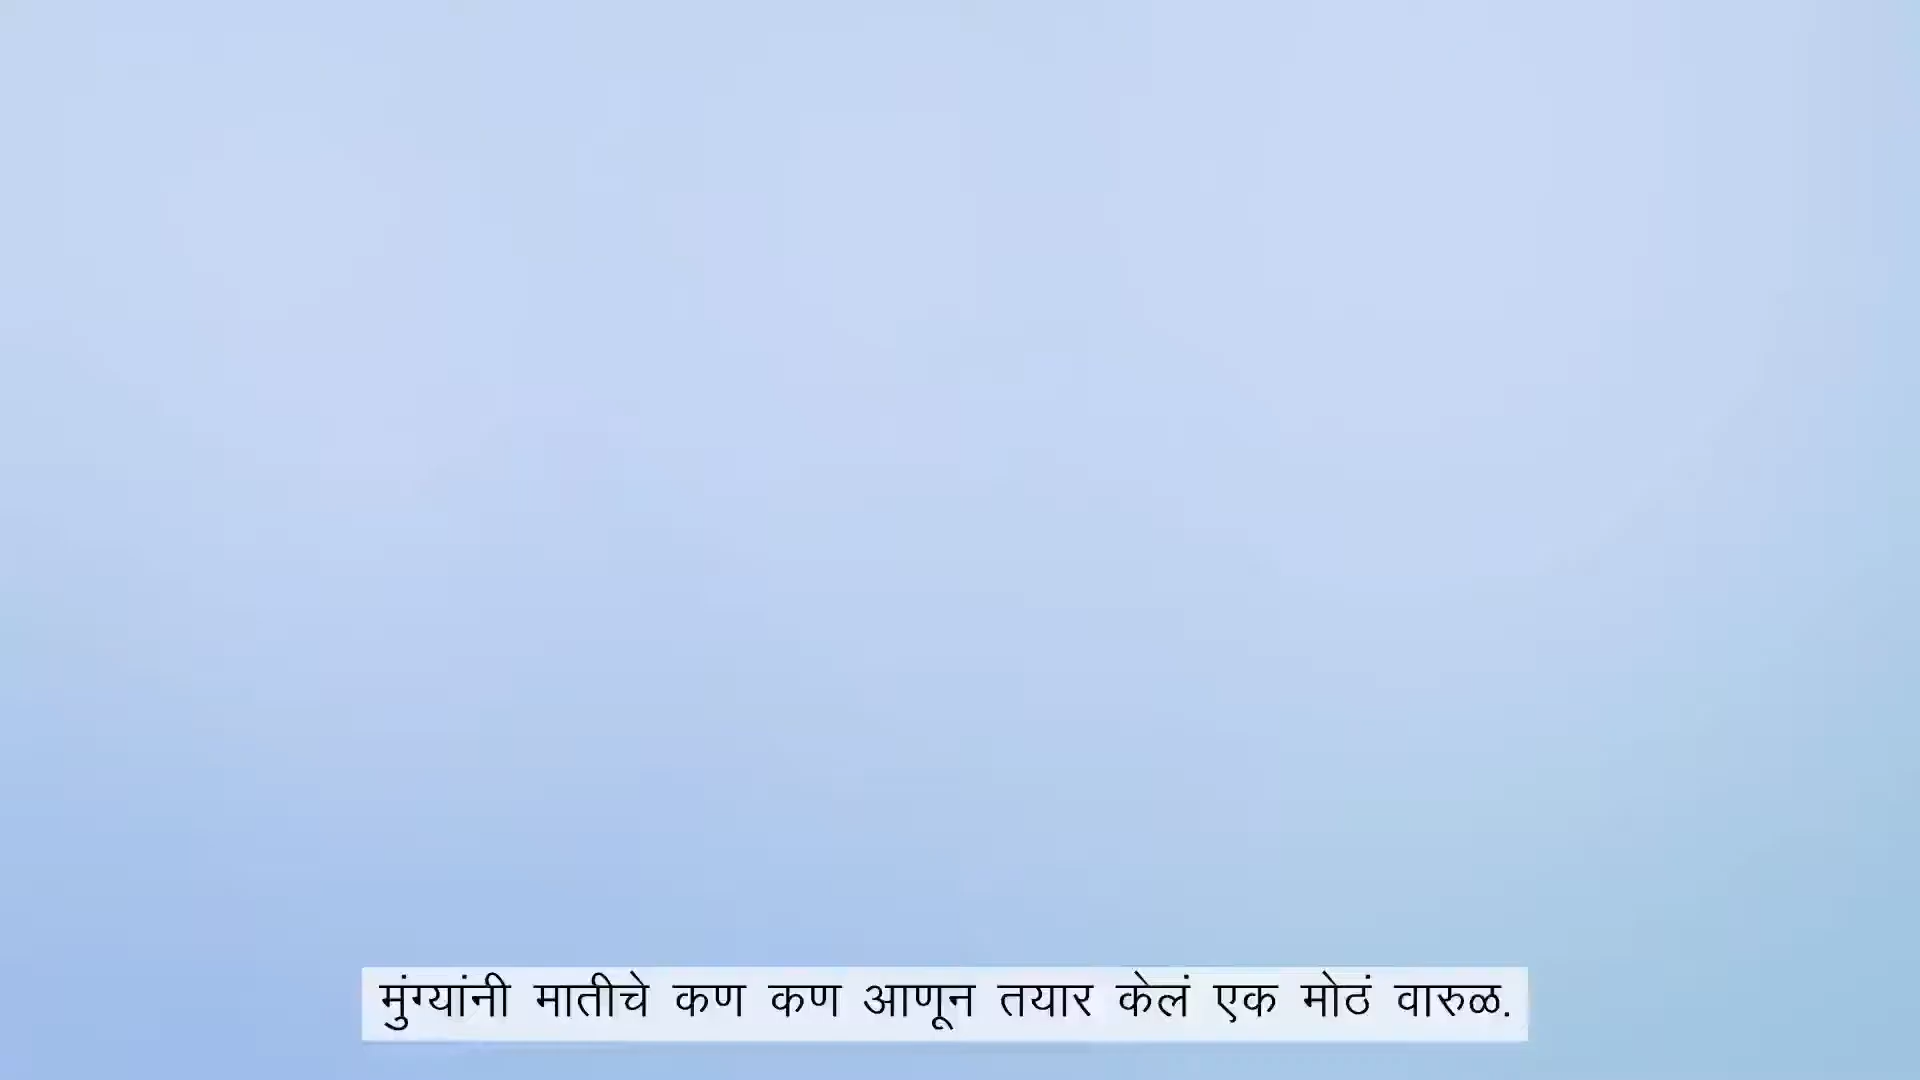 मुंग्यांनी मातीचे कण कण आणून तयार केलं एक मोठं वारुळ.